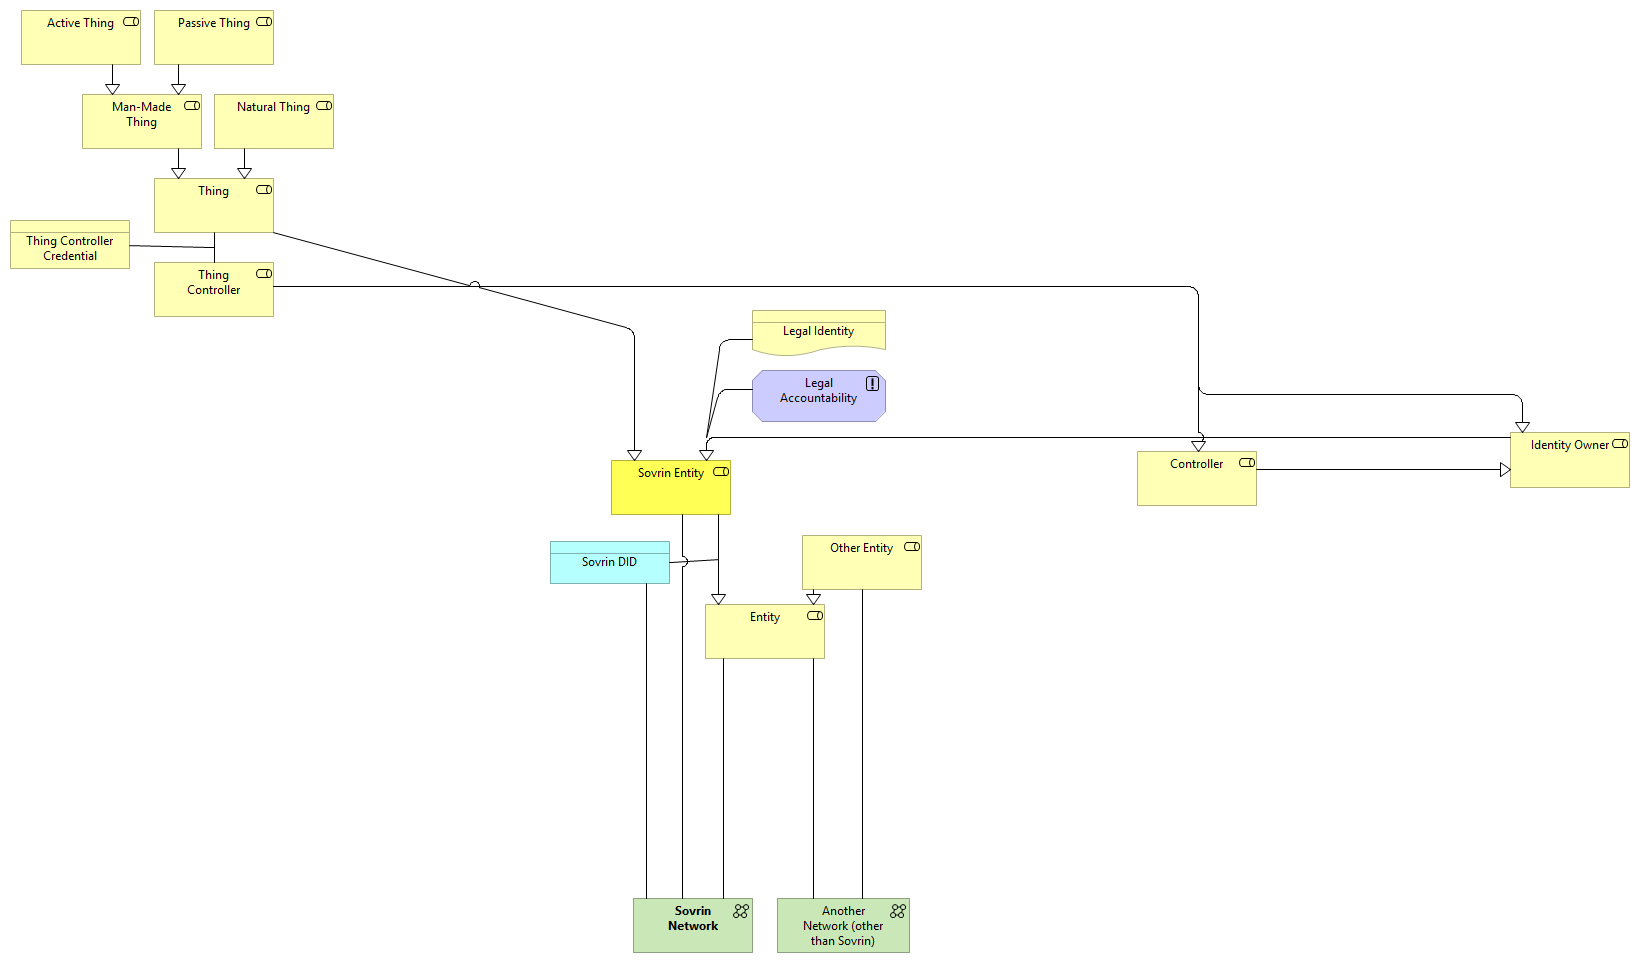 Active Thing
Passive Thing
Man-Made
Thing
Natural Thing
Thing
Thing Controller
Credential
Thing
Controller
Legal Identity
Legal
Accountability
Identity Owner
Controller
Sovrin Entity
Sovrin DID
Other Entity
Entity
Sovrin
Network
Another
Network (other
than Sovrin)